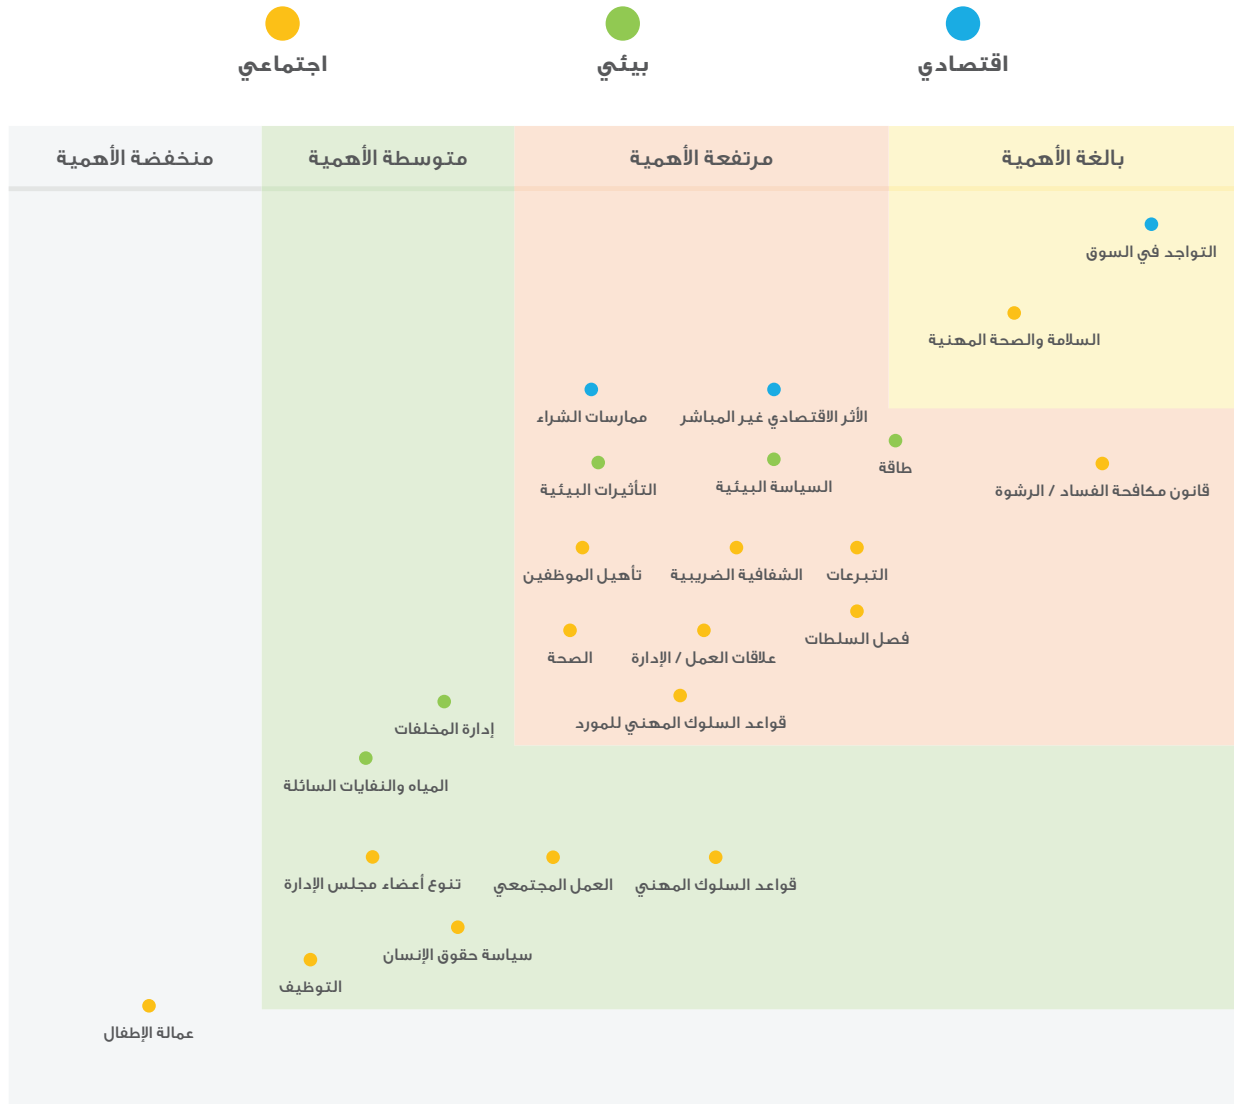 اقتصادي
بيئي
اجتماعي
بالغة الأهمية
مرتفعة الأهمية
متوسطة الأهمية
منخفضة الأهمية
التواجد في السوق
السلامة والصحة المهنية
الأثر الاقتصادي غير المباشر
ممارسات الشراء
طاقة
قانون مكافحة الفساد / الرشوة
السياسة البيئية
التأثيرات البيئية
التبرعات
الشفافية الضريبية
تأهيل الموظفين
فصل السلطات
علاقات العمل / الإدارة
الصحة
قواعد السلوك المهني للمورد
إدارة المخلفات
المياه والنفايات السائلة
قواعد السلوك المهني
العمل المجتمعي
تنوع أعضاء مجلس الإدارة
سياسة حقوق الإنسان
التوظيف
عمالة الإطفال